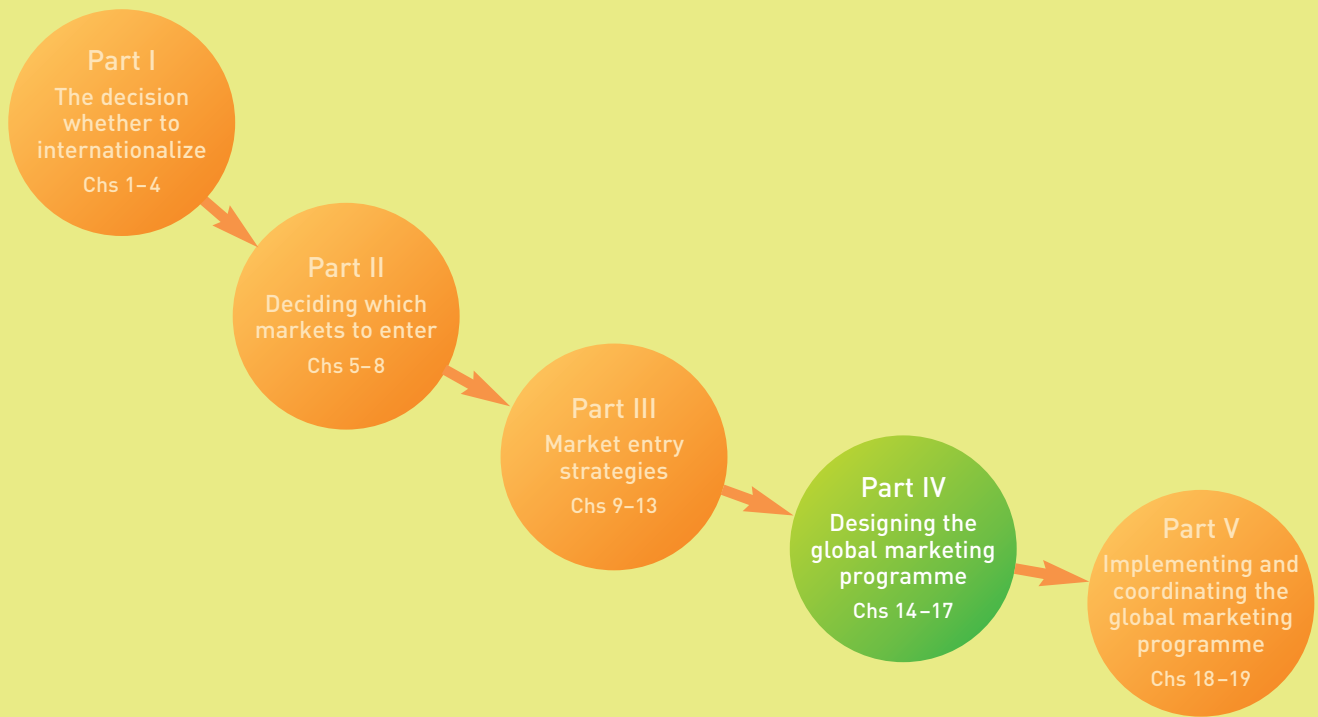 Part I
The decision
whether to
internationalize
Chs 1–4
Part II
Deciding which
markets to enter
Chs 5–8
Part III
Market entry
strategies
Chs 9–13
Part IV
Designing the
global marketing
programme
Chs 14–17
Part V
Implementing and
coordinating the
global marketing
programme
Chs 18–19